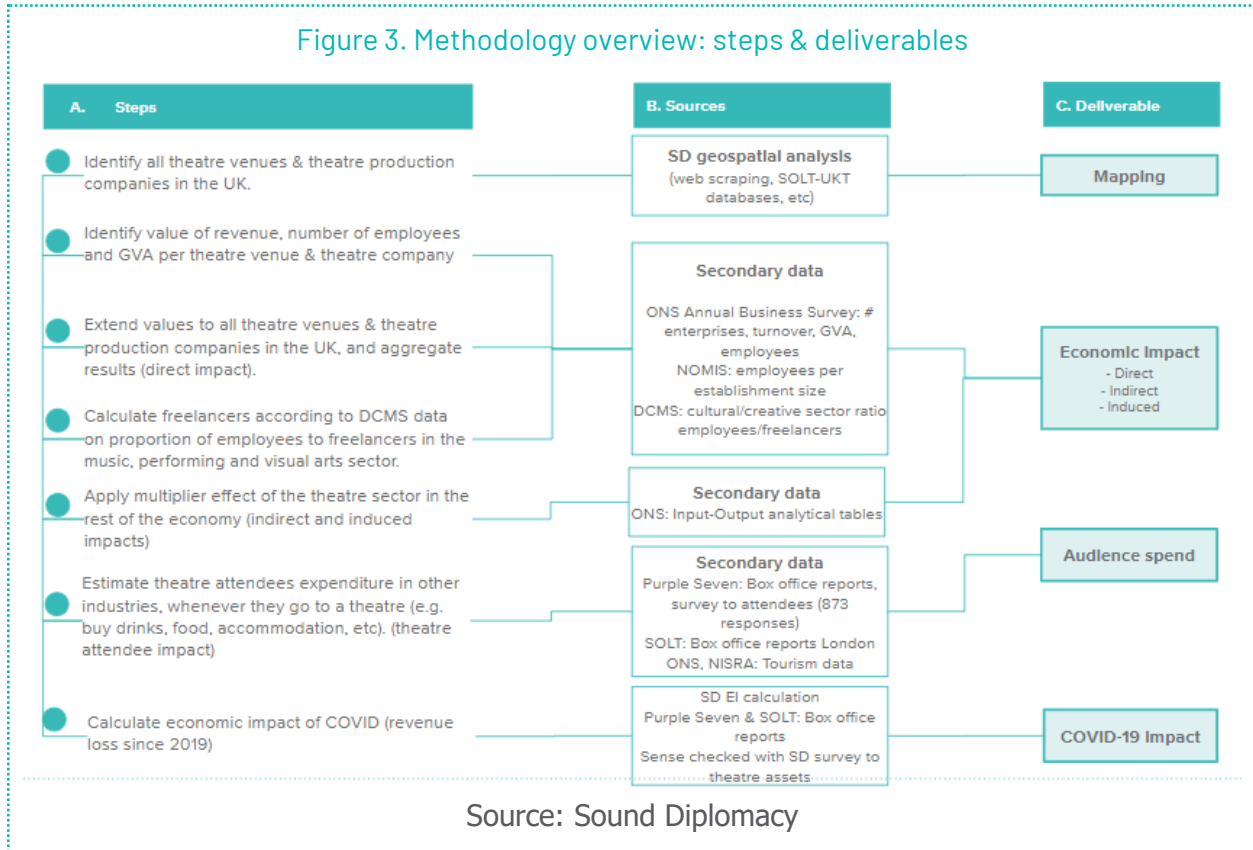 Figure 3. Methodology overview: steps & deliverables
A. Steps
B. Sources
C. Deliverable
Identify all theatre venues & theatre production
companies in the UK.
SD geospatial analysis
(web scraping, SOLT-UKT
databases, etc)
Mapping
Identify value of revenue, number of employees
and GVA per theatre venue & theatre company
Extend values to all theatre venues & theatre
production companies in the UK, and aggregate
results (direct impact).
Calculate freelancers according to DCMS data
on proportion of employees to freelancers in the
music, performing and visual arts sector.
Secondary data
ONS Annual Business Survey: #
enterprises, turnover, GVA,
employees
NOMIS: employees per
establishment size
DCMS: cultural/creative sector ratio
employees/freelancers
Economic Impact
- Direct
- Indirect
- Induced
Apply multiplier effect of the theatre sector in the
rest of the economy (indirect and induced
impacts)
Secondary data
ONS: Input-Output analytical tables
Estimate theatre attendees expenditure in other
industries, whenever they go to a theatre (e.g.
buy drinks, food, accommodation, etc). (theatre
attendee impact)
Secondary data
Purple Seven: Box office reports,
survey to attendees (873
responses)
SOLT: Box office reports London
ONS, NISRA: Tourism data
Audience spend
Calculate economic impact of COVID (revenue
loss since 2019)
SD EI calculation
Purple Seven & SOLT: Box office
reports
Sense checked with SD survey to
theatre assets
COVID-19 Impact
Source: Sound Diplomacy